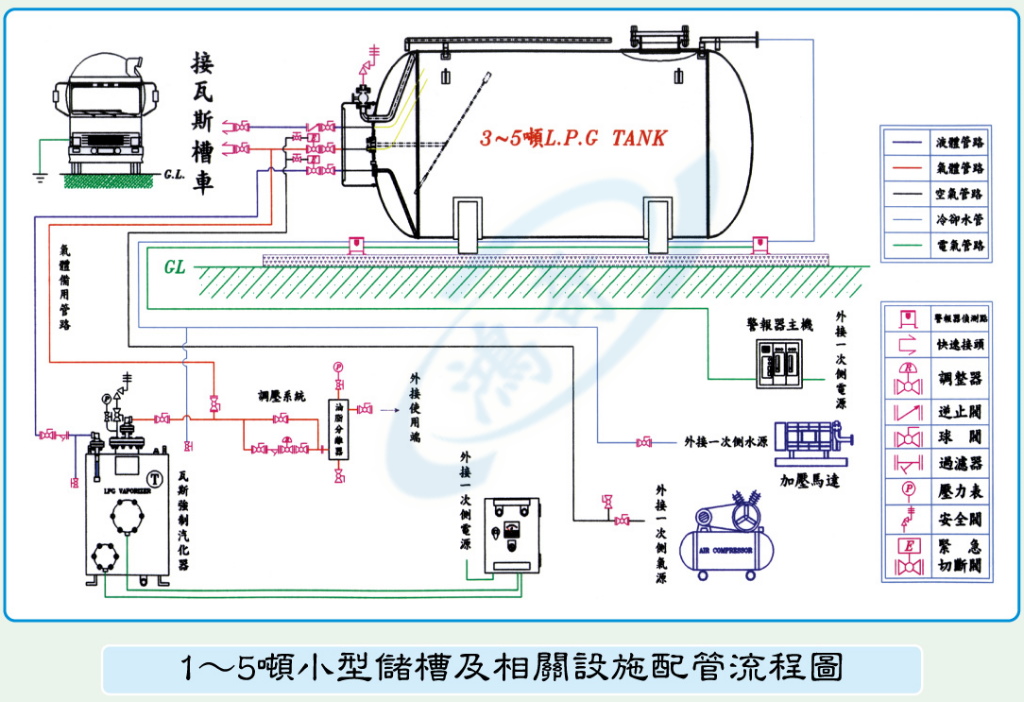 接瓦斯槽車
G.L.
3~5噸L.P.G TANK
液體管路
氣體管路
空氣管路
冷卻水管
電氣管路
氣體備用管路
GL
鴻奇
警報器主機
外接一次側電源
警報器偵測點
快速接頭
R
調整器
逆止閥
球 閥
過濾器
P
壓力表
安全閥
E
緊 急
切斷閥
P
調壓系統
P
油脂分離器
外接使用端
外接一次側水源
加壓馬達
T
LPG VAPORIZER
瓦斯強制汽化器
外接一次側電源
外接一次側氣源
AIR COMPRESSOR
1～5噸小型儲槽及相關設施配管流程圖